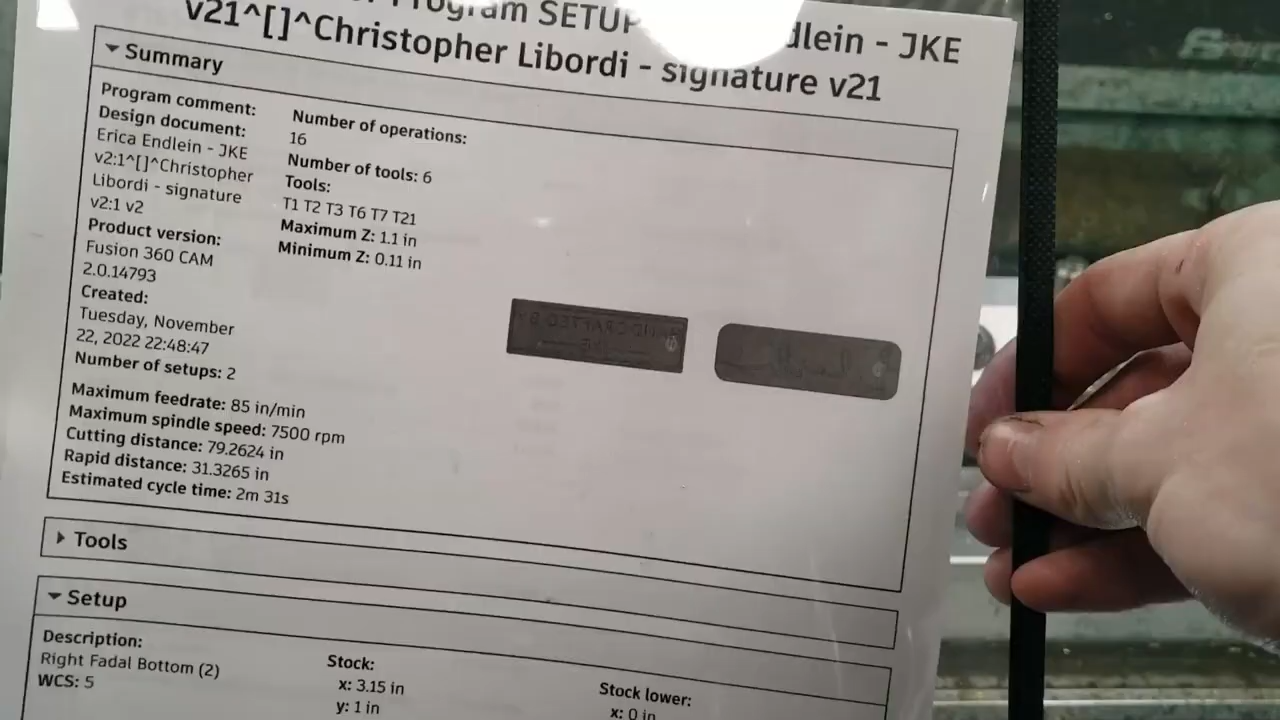 Program SETUP
dlein - JKE
v21^[]^Christopher Libordi - signature v21
Summary
Program comment:
Design document:
Erica Endlein - JKE
v2:1^[]^Christopher
Libordi - signature
v2:1 v2
Product version:
Fusion 360 CAM
2.0.14793
Created:
Tuesday, November
22, 2022 22:48:47
Number of setups: 2
Maximum feedrate: 85 in/min
Maximum spindle speed: 7500 rpm
Cutting distance: 79.2624 in
Rapid distance: 31.3265 in
Estimated cycle time: 2m 31s
Number of operations:
16
Number of tools: 6
Tools:
T1 T2 T3 T6 T7 T21
Maximum Z: 1.1 in
Minimum Z: 0.11 in
Tools
Setup
Description:
Right Fadal Bottom (2)
WCS: 5
Stock:
x: 3.15 in
y: 1 in
Stock lower:
x: 0 in